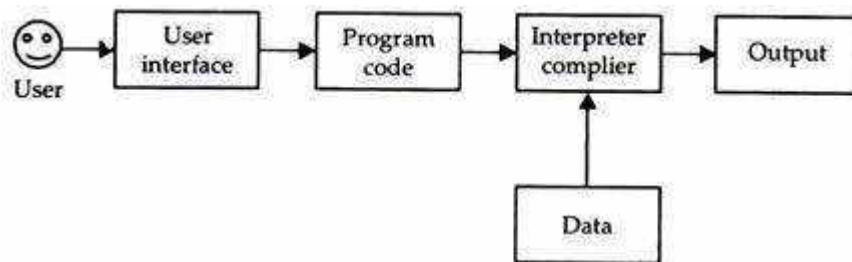 User
User
interface
Program
code
Interpreter
complier
Output
Data